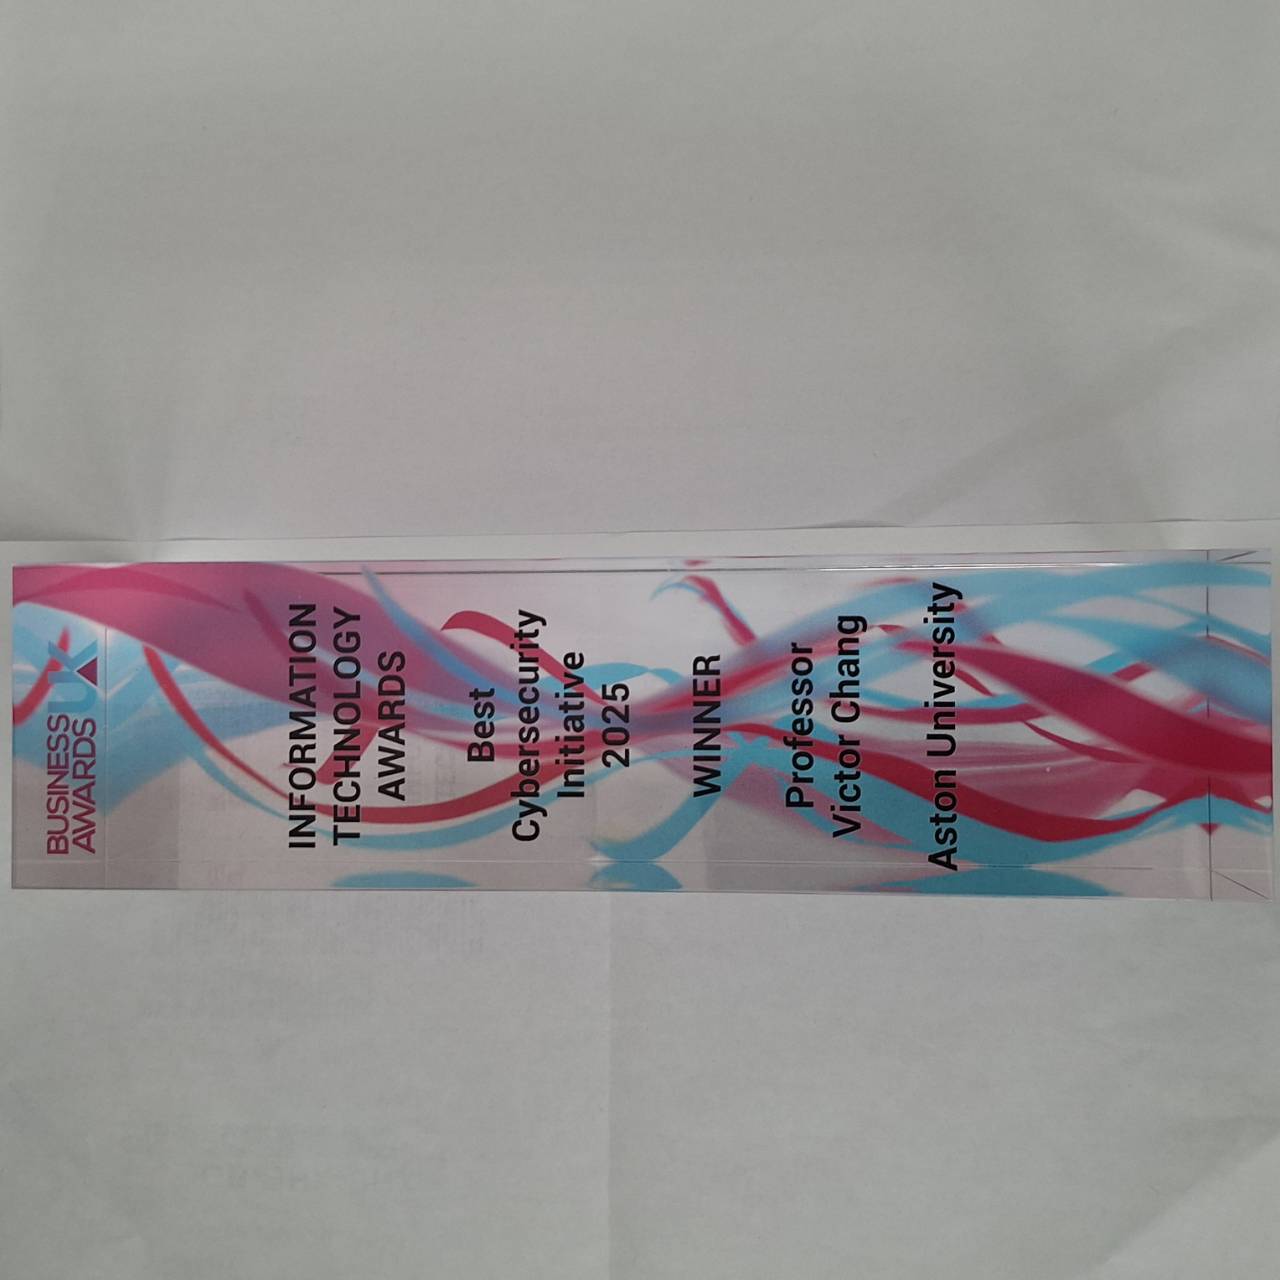 BUSINESS
AWARDS UK
INFORMATION
TECHNOLOGY
AWARDS
Best
Cybersecurity
Initiative
2025
WINNER
Professor
Victor Chang
Aston University